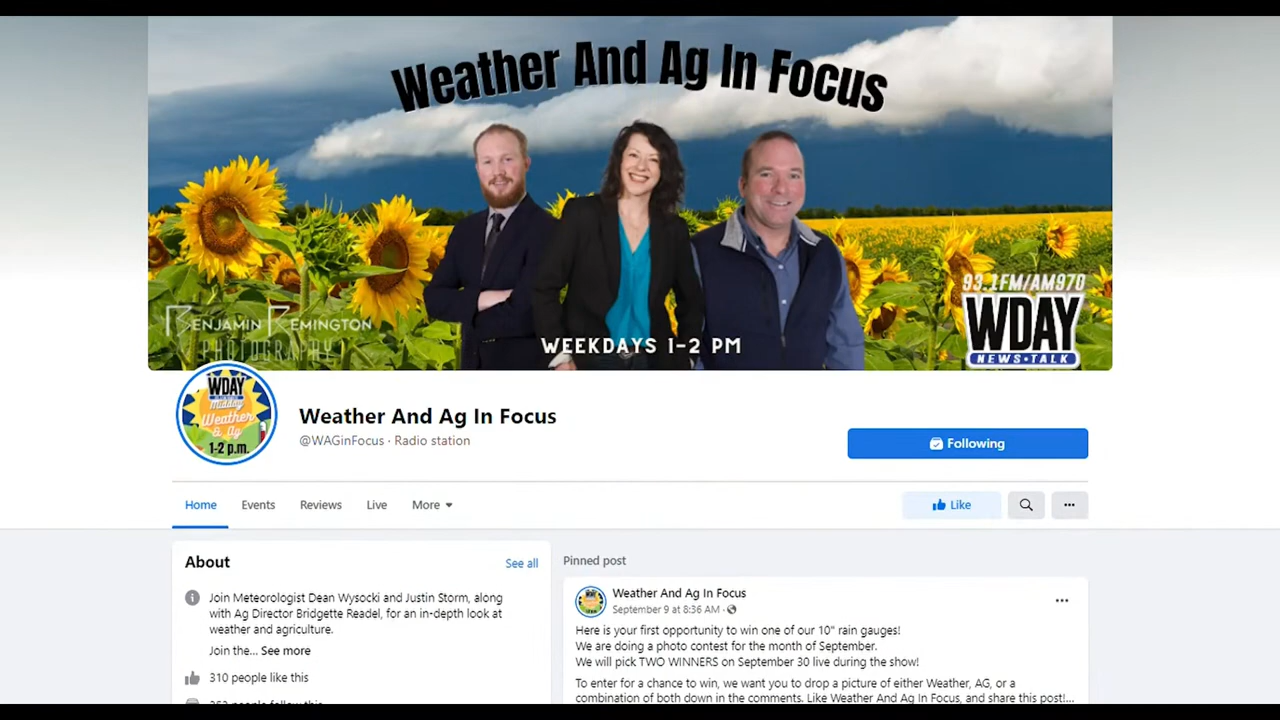 Weather And Ag In Focus
93.1FM/AM970
WDAY
NEWS•TALK
BENJAMIN REMINGTON
PHOTOGRAPHY
WEEKDAYS 1-2 PM
WDAY
Midday
Weather
& Ag
1-2 p.m.
Weather And Ag In Focus
@WAGinFocus · Radio station
Following
Home Events Reviews Live More
Like
About
See all
Join Meteorologist Dean Wysocki and Justin Storm, along
with Ag Director Bridgette Readel, for an in-depth look at
weather and agriculture.
Join the... See more
310 people like this
people follow this
Pinned post
Weather And Ag In Focus
September 9 at 8:36 AM ·
Here is your first opportunity to win one of our 10" rain gauges!
We are doing a photo contest for the month of September.
We will pick TWO WINNERS on September 30 live during the show!
To enter for a chance to win, we want you to drop a picture of either Weather, AG, or a
combination of both down in the comments. Like Weather And Ag In Focus, and share this post!...